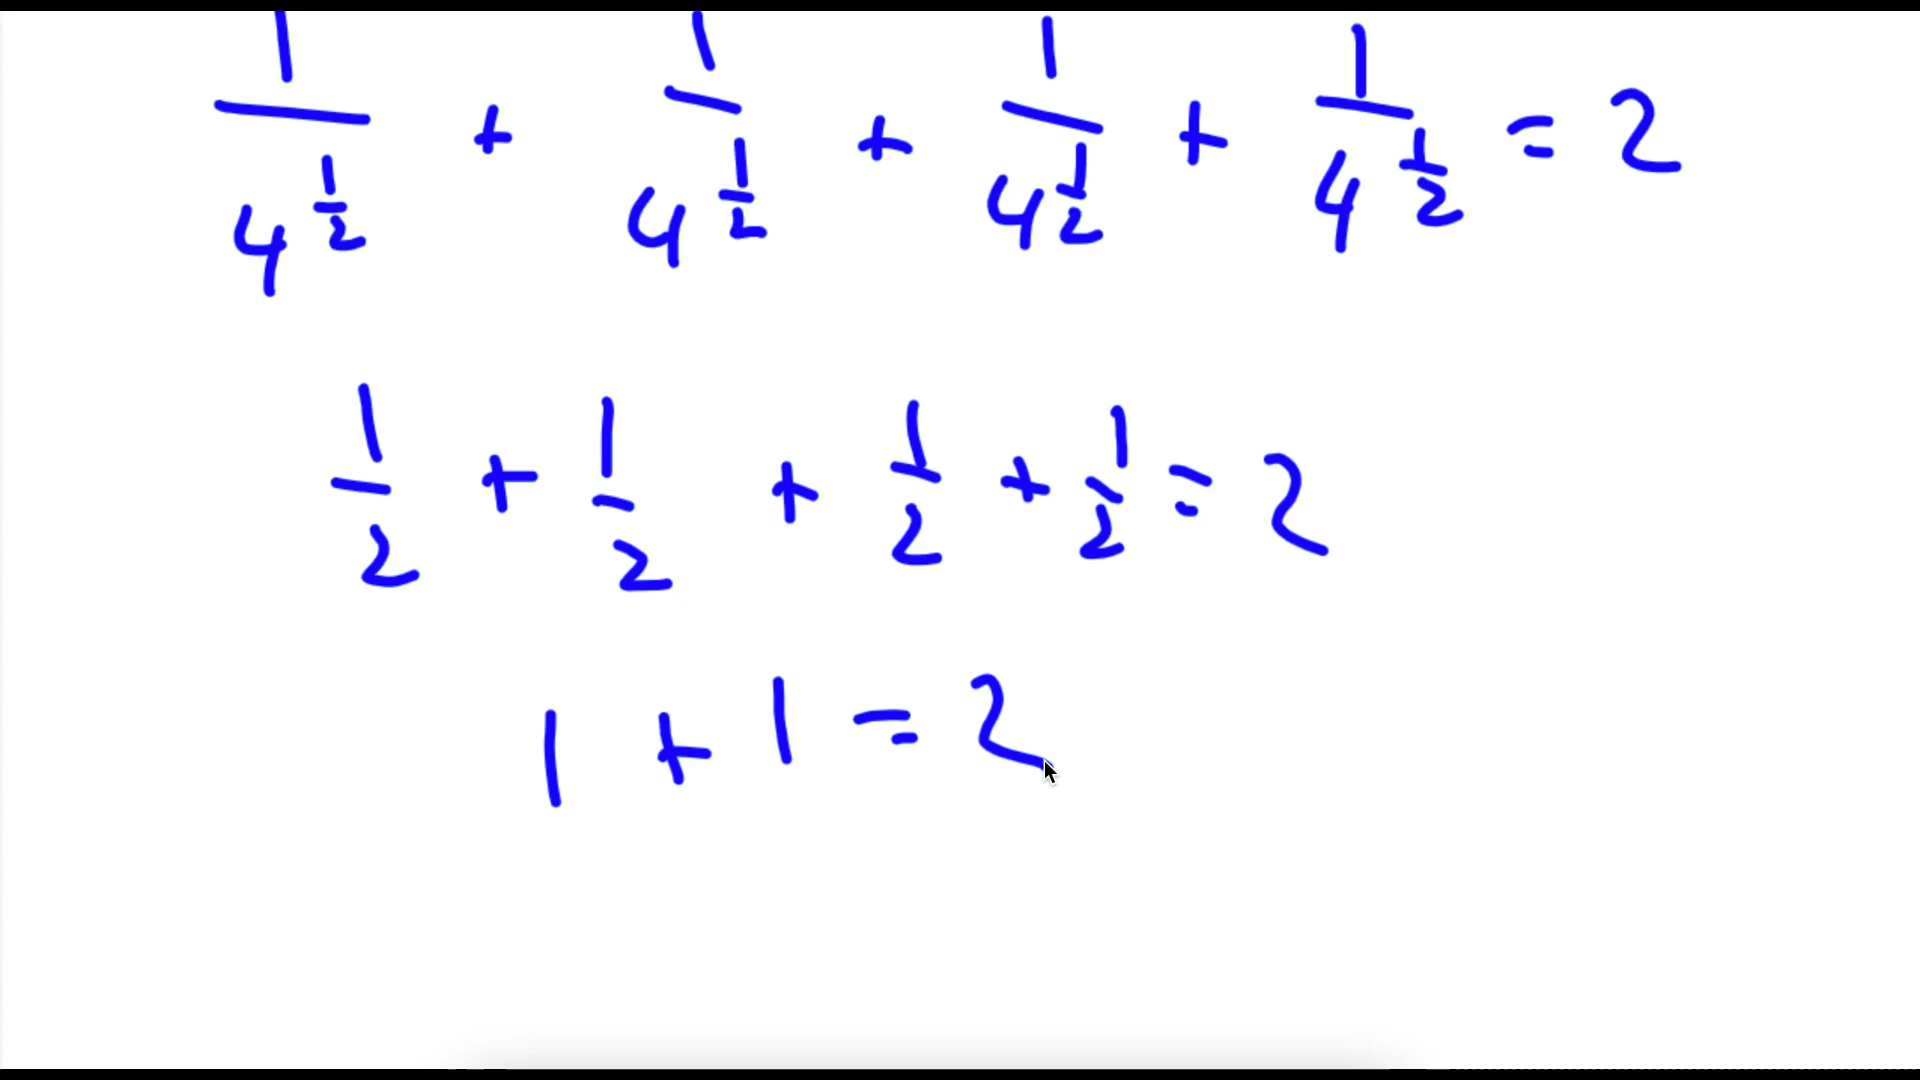 1/4^(1/2) + 1/4^(1/2) + 1/4^(1/2) + 1/4^(1/2) = 2
1/2 + 1/2 + 1/2 + 1/2 = 2
1 + 1 = 2